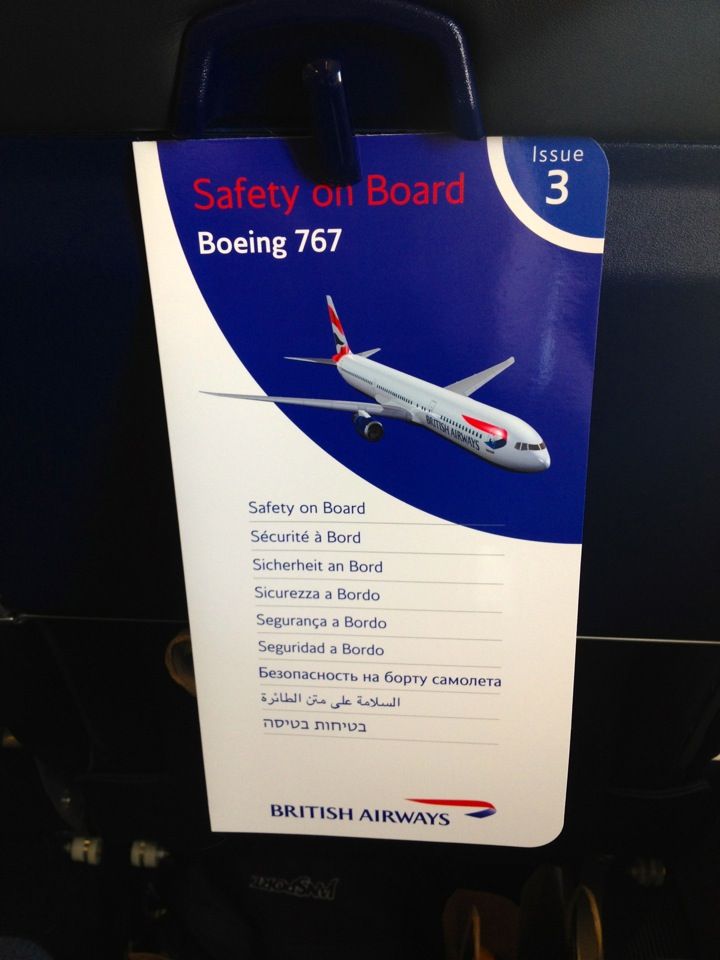 Issue
3
Safety on Board
Boeing 767
BRITISH AIRWAYS
Safety on Board
Sécurité à Bord
Sicherheit an Bord
Sicurezza a Bordo
Segurança a Bordo
Seguridad a Bordo
Безопасность на борту самолета
السلامة على متن الطائرة
בטיחות בטיסה
BRITISH AIRWAYS